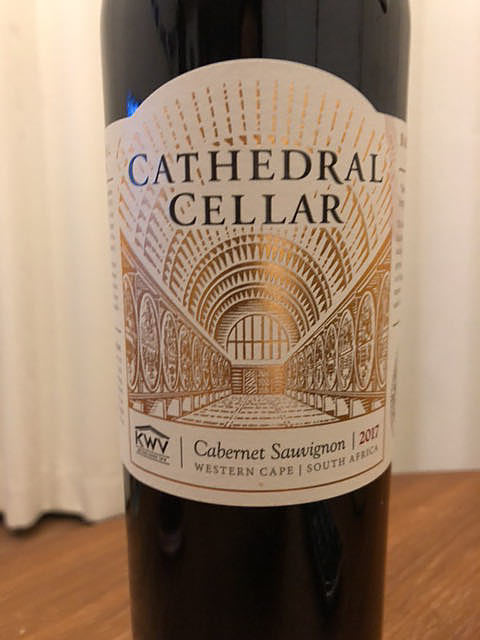 CATHEDRAL
CELLAR
KWV
Cabernet Sauvignon | 2017
WESTERN CAPE | SOUTH AFRICA